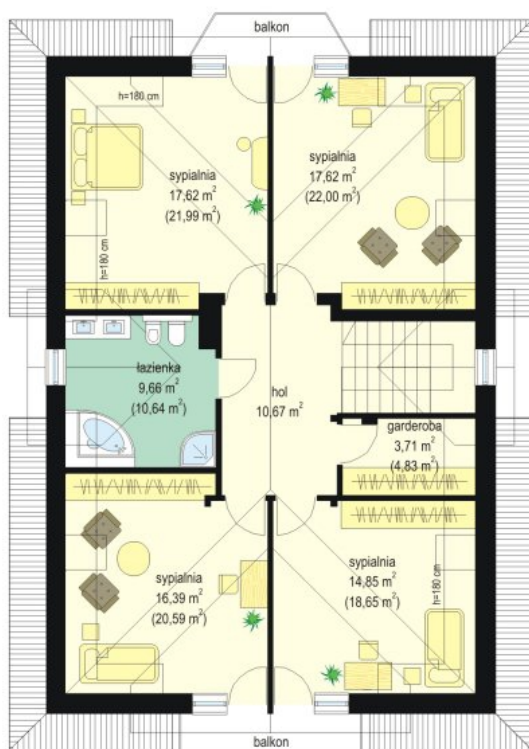 balkon
h=180 cm
sypialnia
17,62 m²
(21,99 m²)
sypialnia
17,62 m²
(22,00 m²)
h=180 cm
łazienka
9,66 m²
(10,64 m²)
hol
10,67 m²
garderoba
3,71 m²
(4,83 m²)
sypialnia
16,39 m²
(20,59 m²)
sypialnia
14,85 m²
(18,65 m²)
h=180 cm
balkon